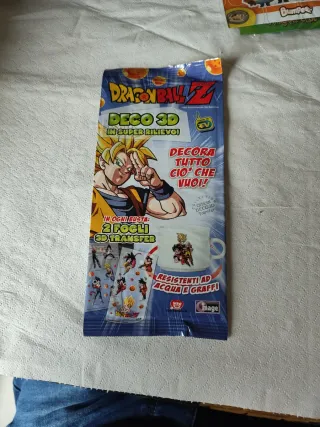 DRAGON BALL Z
DECO 3D
IN SUPER RILIEVO!
TV
DECORA
TUTTO
CIO' CHE
VUOI!
IN OGNI BUSTA:
2 FOGLI
3D TRANSFER
RESISTENTI AD
ACQUA E GRAFFI